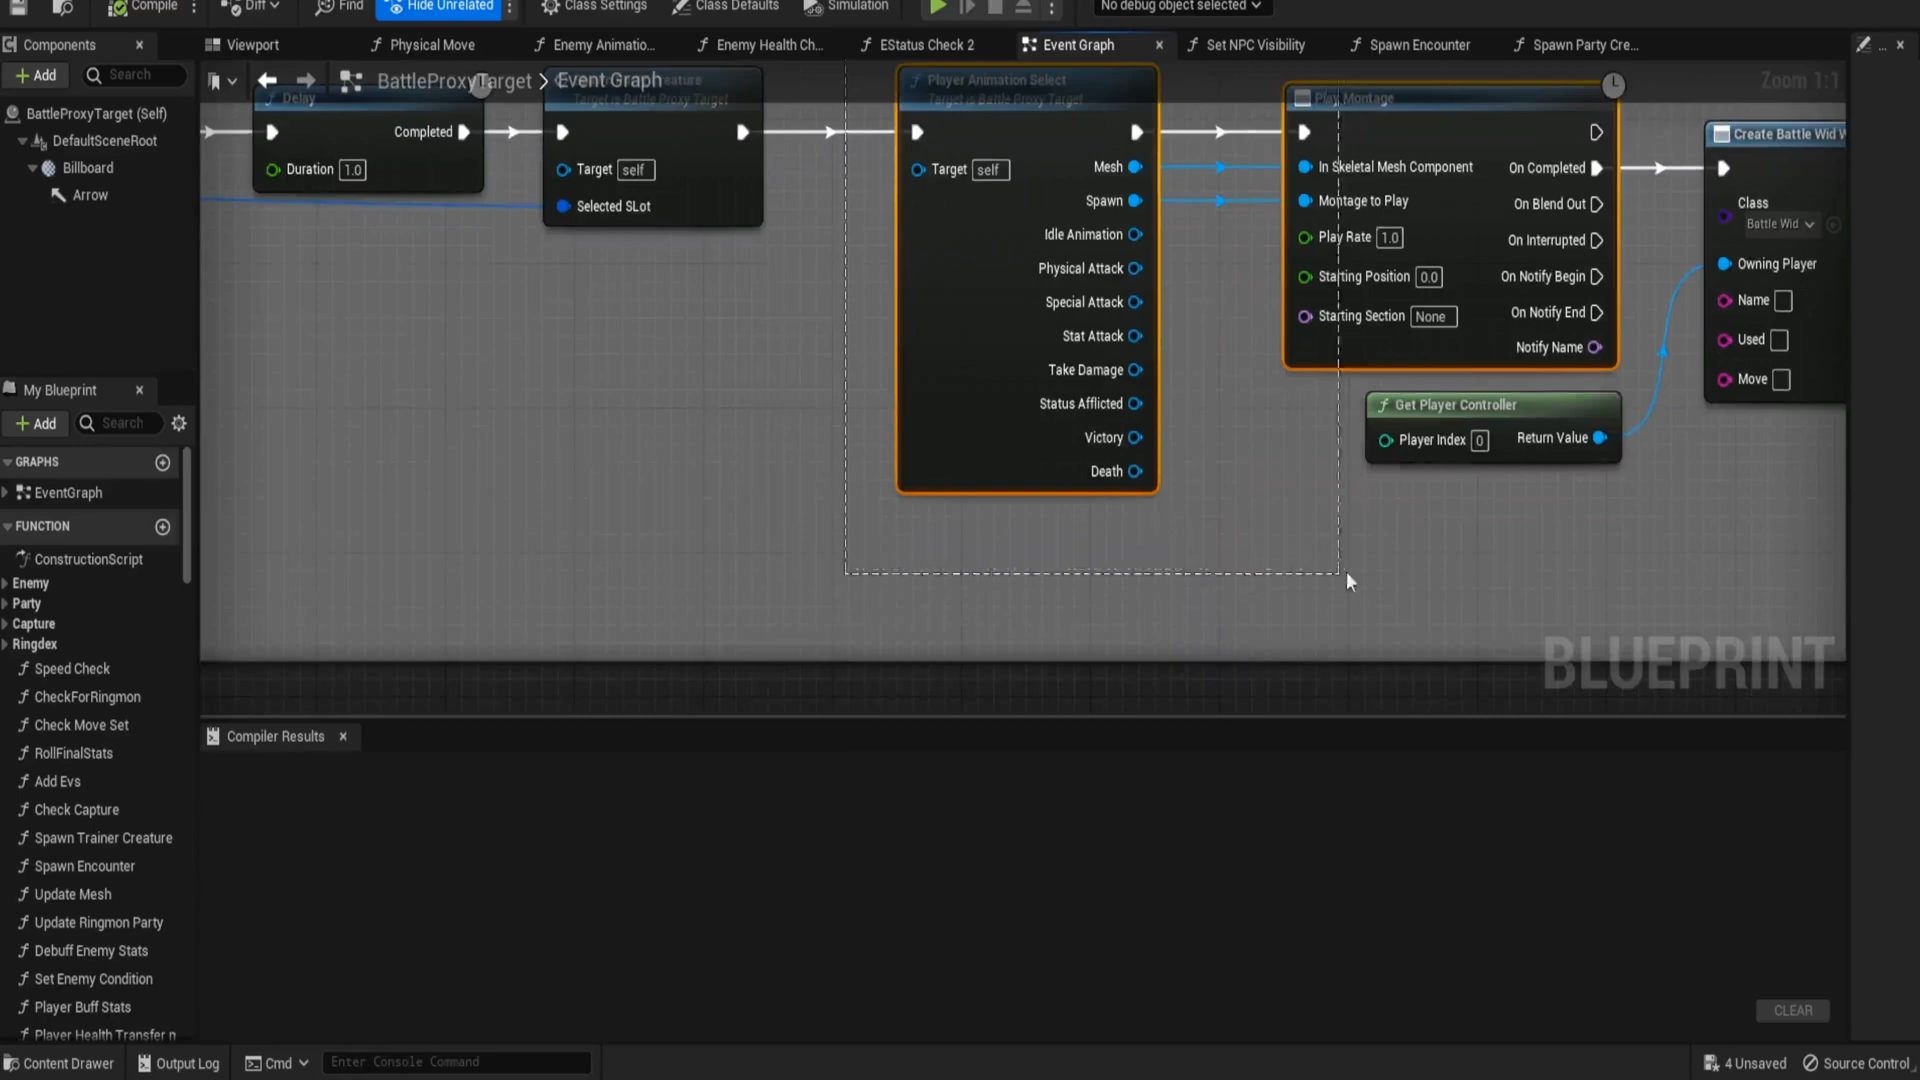 Compile
Diff
Find
Hide Unrelated
Class Settings
Class Defaults
Simulation
No debug object selected
Components
Viewport
Physical Move
Enemy Animatio...
Enemy Health Ch...
EStatus Check 2
Event Graph
Set NPC Visibility
Spawn Encounter
Spawn Party Cre...
...
+ Add
Search
BattleProxyTarget > Event Graph
Zoom 1:1
BattleProxyTarget (Self)
DefaultSceneRoot
Billboard
Arrow
Delay
Completed
Duration 1.0
Target is Battle Proxy Target
Target self
Selected SLot
Player Animation Select
Target is Battle Proxy Target
Target self
Mesh
Spawn
Idle Animation
Physical Attack
Special Attack
Stat Attack
Take Damage
Status Afflicted
Victory
Death
Play Montage
In Skeletal Mesh Component
Montage to Play
Play Rate 1.0
Starting Position 0.0
Starting Section None
On Completed
On Blend Out
On Interrupted
On Notify Begin
On Notify End
Notify Name
Get Player Controller
Player Index 0
Return Value
Create Battle Wid W
Class
Battle Wid
Owning Player
Name
Used
Move
BLUEPRINT
My Blueprint
+ Add
Search
GRAPHS
EventGraph
FUNCTION
ConstructionScript
Enemy
Party
Capture
Ringdex
Speed Check
CheckForRingmon
Check Move Set
RollFinalStats
Add Evs
Check Capture
Spawn Trainer Creature
Spawn Encounter
Update Mesh
Update Ringmon Party
Debuff Enemy Stats
Set Enemy Condition
Player Buff Stats
Player Health Transfer
Compiler Results
CLEAR
Content Drawer
Output Log
Cmd
Enter Console Command
4 Unsaved
Source Control